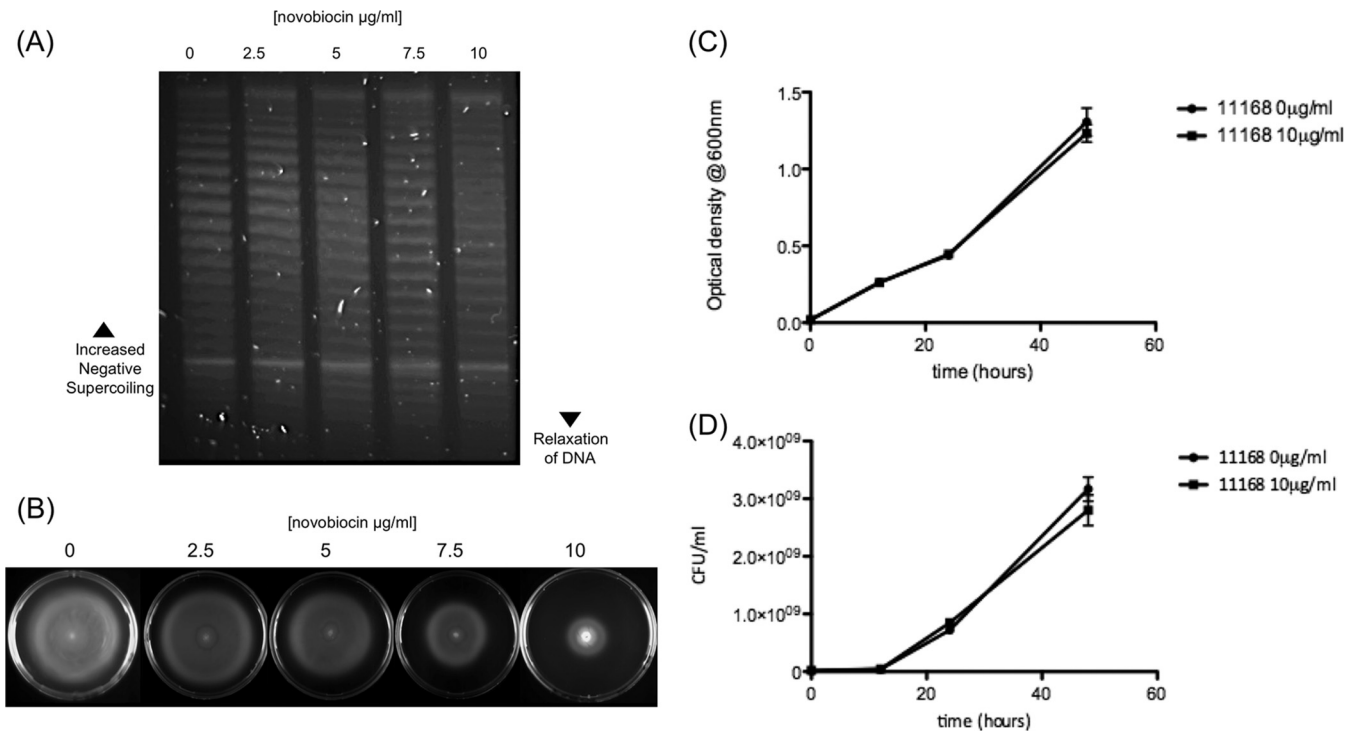 (A)
[novobiocin µg/ml]
0 2.5 5 7.5 10
Increased
Negative
Supercoiling
Relaxation
of DNA
(B)
[novobiocin µg/ml]
0 2.5 5 7.5 10
(C)
1.5
1.0
0.5
0.0
Optical density @ 600nm
0 20 40 60
time (hours)
11168 0µg/ml
11168 10µg/ml
(D)
4.0×10⁰⁹
3.0×10⁰⁹
2.0×10⁰⁹
1.0×10⁰⁹
0
CFU/ml
0 20 40 60
time (hours)
11168 0µg/ml
11168 10µg/ml